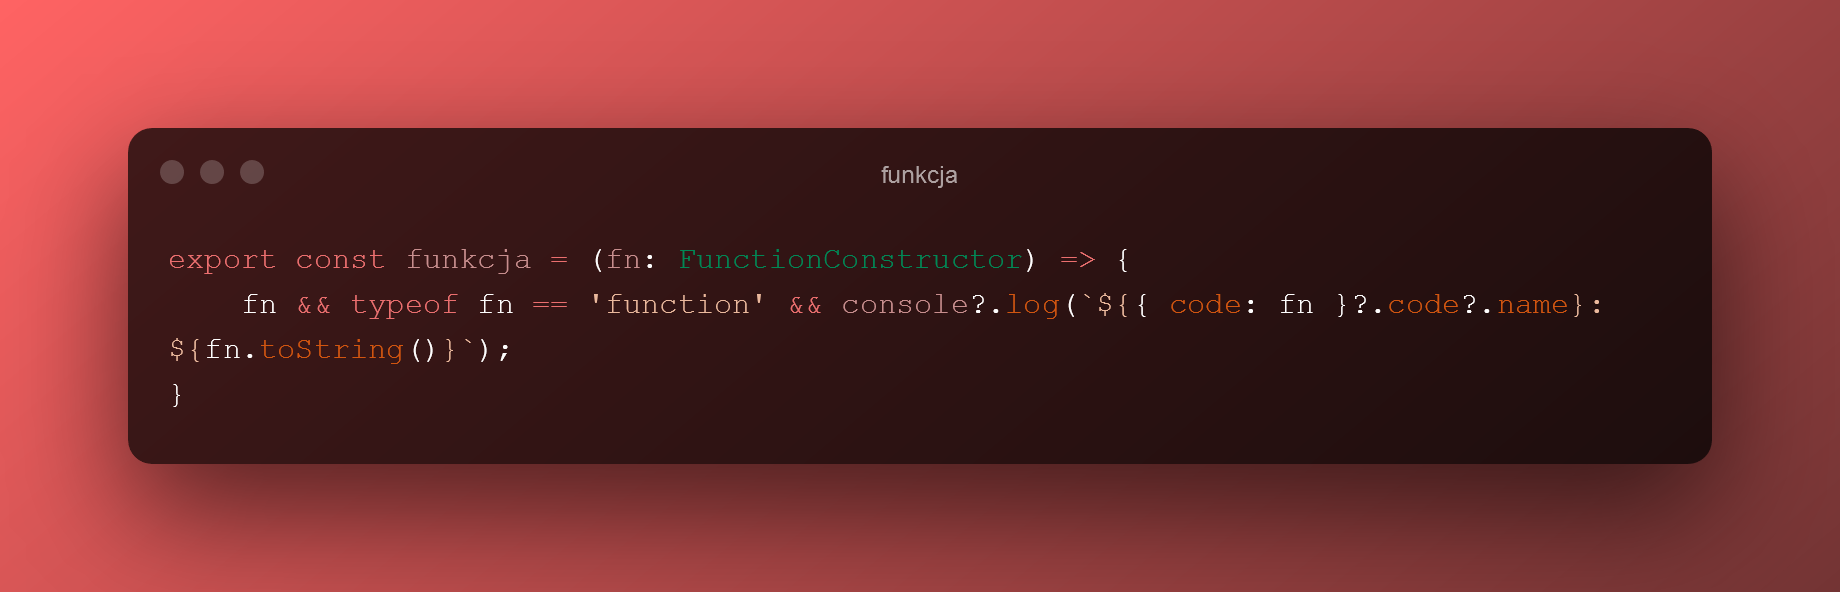 funkcja
export const funkcja = (fn: FunctionConstructor) => {
    fn && typeof fn == 'function' && console?.log(`${{ code: fn }?.code?.name}:
${fn.toString()}`);
}